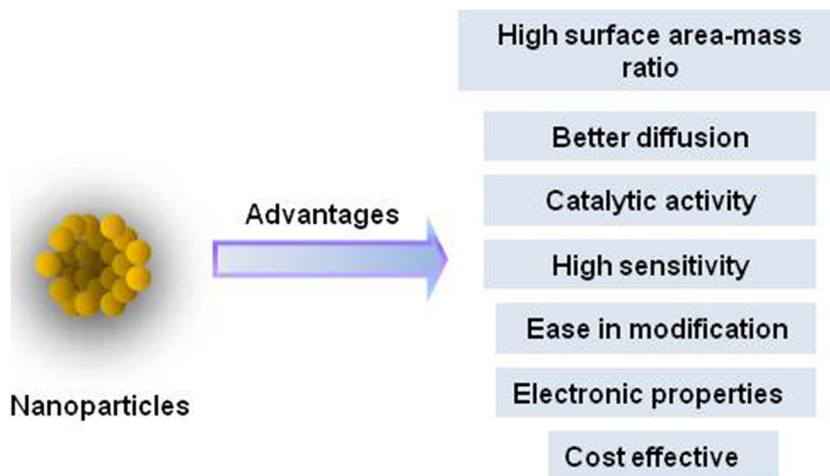 High surface area-mass
ratio
Better diffusion
Catalytic activity
Advantages
High sensitivity
Ease in modification
Nanoparticles
Electronic properties
Cost effective